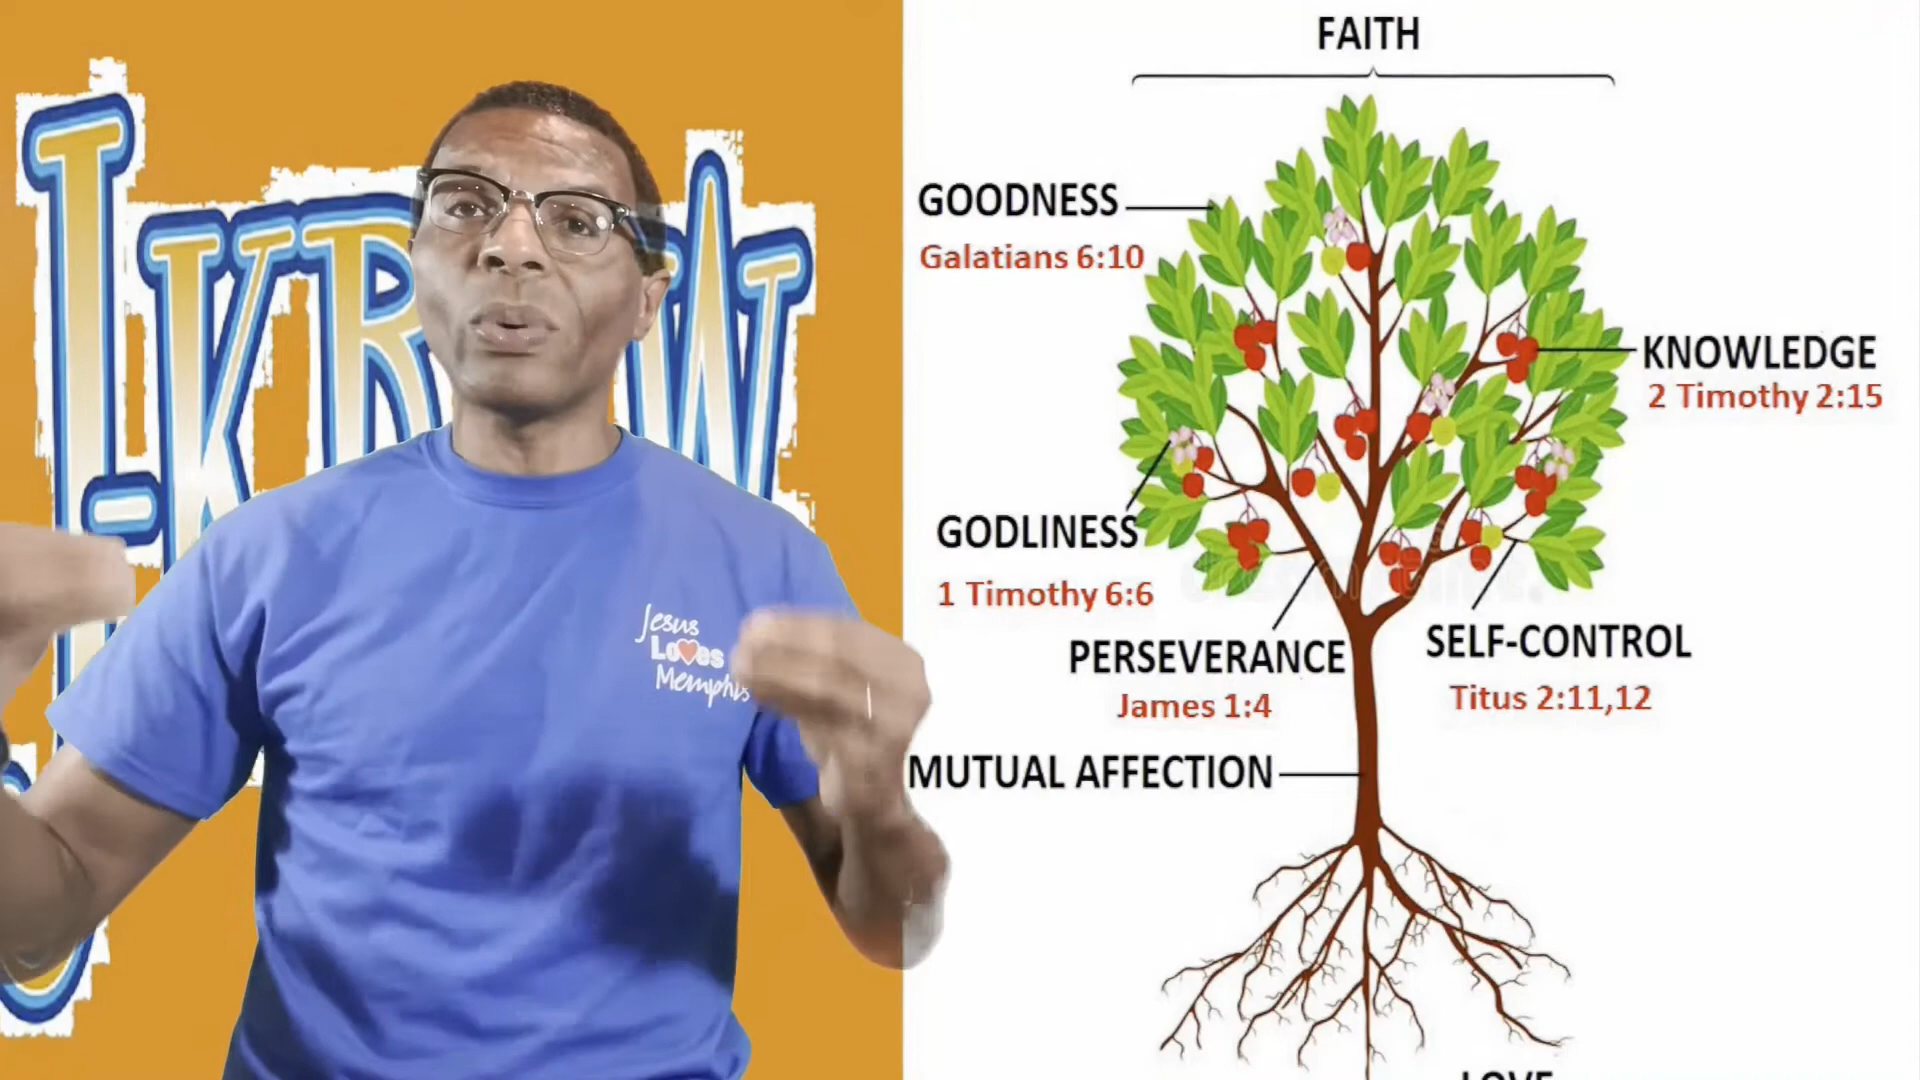 FAITH
GOODNESS
Galatians 6:10
KNOWLEDGE
2 Timothy 2:15
GODLINESS
1 Timothy 6:6
PERSEVERANCE
James 1:4
SELF-CONTROL
Titus 2:11,12
MUTUAL AFFECTION
LOVE
Jesus
Loves
Memphis